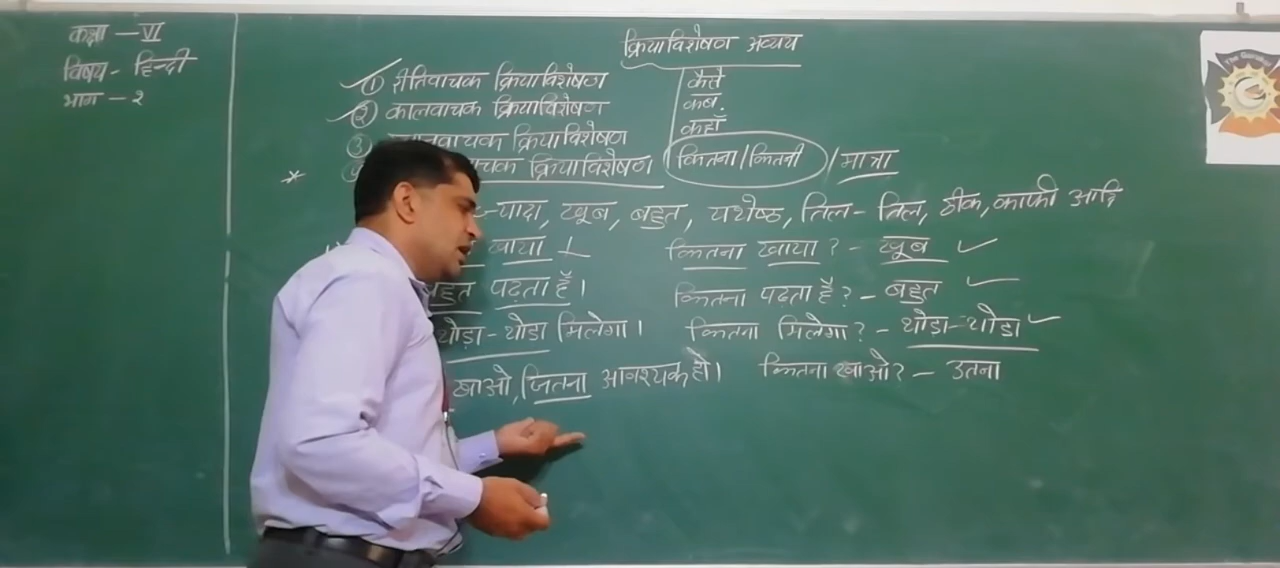 कक्षा - VI
विषय - हिन्दी
भाग - २
क्रियाविशेषण अव्यय
① रीतिवाचक क्रियाविशेषण कैसे
② कालवाचक क्रियाविशेषण कब.
③ क्रियाविशेषण कहाँ
* क्रियाविशेषण कितना/कितनी / मात्रा
खूब, बहुत, यथेष्ठ, तिल-तिल, ठीक, काफी आदि
खाया कितना खाया? - खूब
बहुत पढ़ता है। कितना पढ़ता है? - बहुत
थोड़ा-थोडा मिलेगा। कितना मिलेगा? - थोडा-थोडा
खाओ, जितना आवश्यक हो। कितना खाओ? - उतना